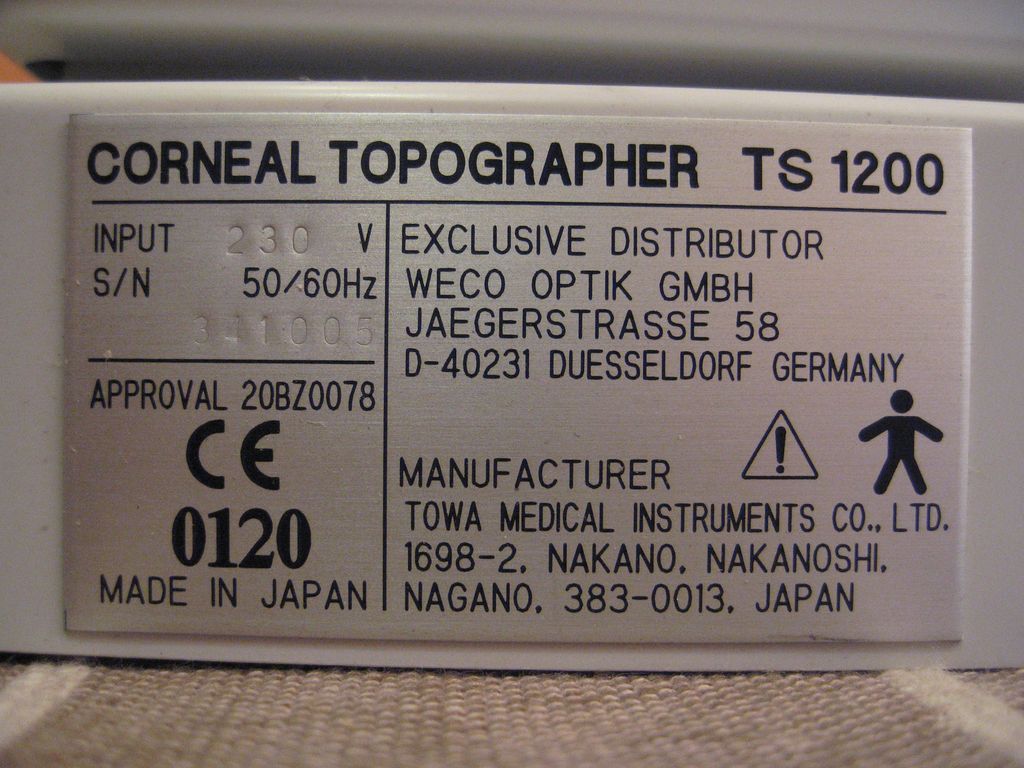 CORNEAL TOPOGRAPHER TS 1200
INPUT 230 V
S/N 50/60Hz
341005
APPROVAL 20BZ0078
CE
0120
MADE IN JAPAN
EXCLUSIVE DISTRIBUTOR
WECO OPTIK GMBH
JAEGERSTRASSE 58
D-40231 DUESSELDORF GERMANY
MANUFACTURER
TOWA MEDICAL INSTRUMENTS CO., LTD.
1698-2, NAKANO, NAKANOSHI,
NAGANO, 383-0013, JAPAN